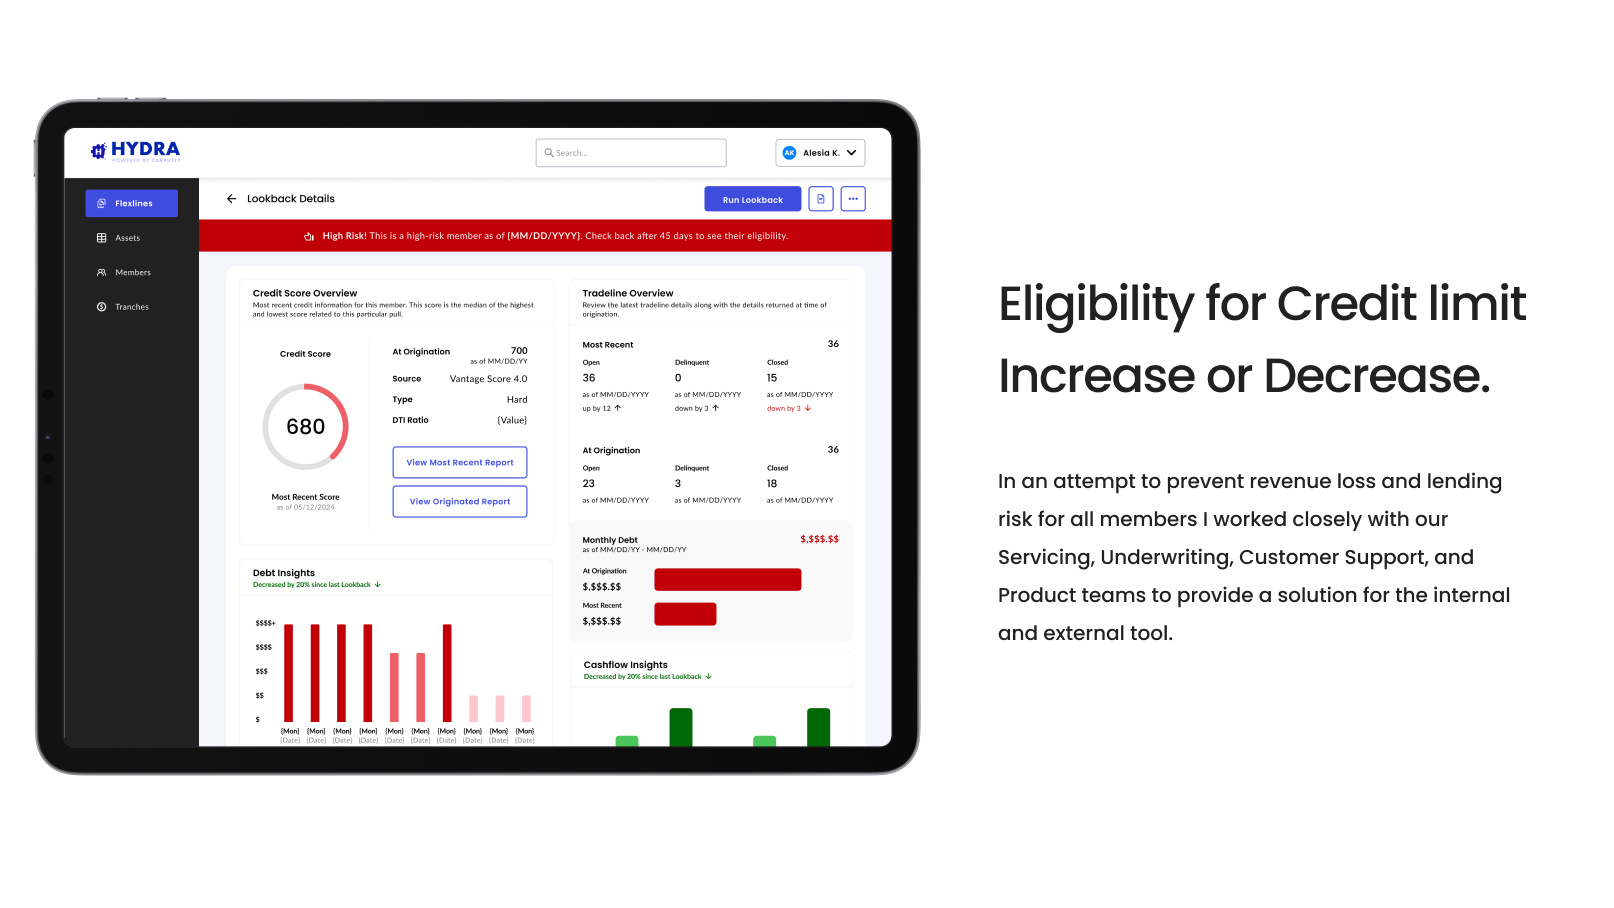 HYDRA
POWERED BY CARPUTTY
Search...
AK
Alesia K.
Flexlines
Assets
Members
Tranches
Lookback Details
Run Lookback
High Risk! This is a high-risk member as of {MM/DD/YYYY}. Check back after 45 days to see their eligibility.
Credit Score Overview
Most recent credit information for this member. This score is the median of the highest
and lowest score related to this particular pull.
Credit Score
680
Most Recent Score
as of 05/12/2024
At Origination 700
as of MM/DD/YY
Source Vantage Score 4.0
Type Hard
DTI Ratio {Value}
View Most Recent Report
View Originated Report
Debt Insights
Decreased by 20% since last Lookback
$$$$+
$$$$
$$$
$$
$
{Mon} {Mon} {Mon} {Mon} {Mon} {Mon} {Mon} {Mon} {Mon} {Mon}
{Date} {Date} {Date} {Date} {Date} {Date} {Date} {Date} {Date} {Date}
Tradeline Overview
Review the latest tradeline details along with the details returned at time of
origination.
Most Recent 36
Open Delinquent Closed
36 0 15
as of MM/DD/YYYY as of MM/DD/YYYY as of MM/DD/YYYY
up by 12 ↑ down by 3 ↑ down by 3 ↓
At Origination 36
Open Delinquent Closed
23 3 18
as of MM/DD/YYYY as of MM/DD/YYYY as of MM/DD/YYYY
Monthly Debt $,$$$.$$
as of MM/DD/YY - MM/DD/YY
At Origination
$,$$$.$$
Most Recent
$,$$$.$$
Cashflow Insights
Decreased by 20% since last Lookback
Eligibility for Credit limit
Increase or Decrease.
In an attempt to prevent revenue loss and lending
risk for all members I worked closely with our
Servicing, Underwriting, Customer Support, and
Product teams to provide a solution for the internal
and external tool.